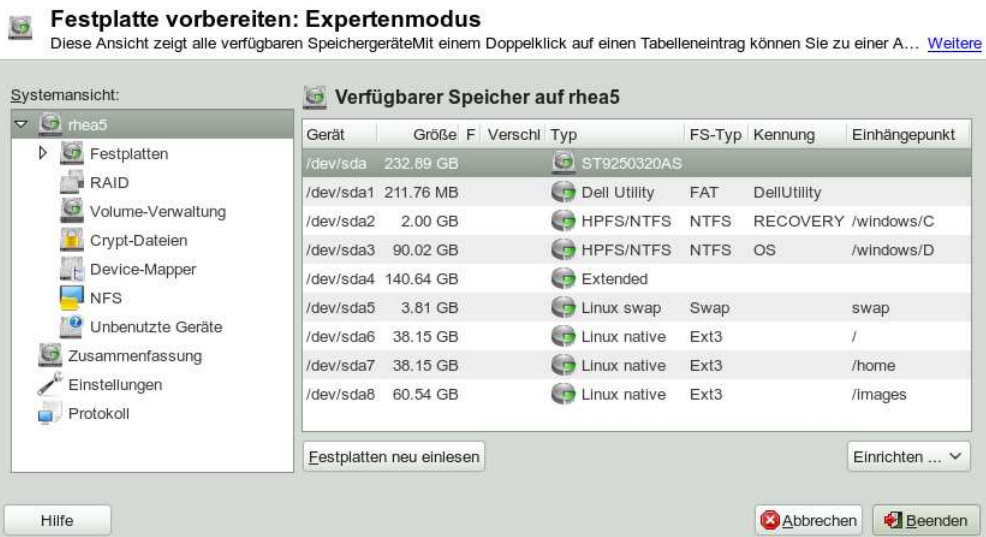 Festplatte vorbereiten: Expertenmodus
Diese Ansicht zeigt alle verfügbaren SpeichergeräteMit einem Doppelklick auf einen Tabelleneintrag können Sie zu einer A... Weitere
Systemansicht:
rhea5
Festplatten
RAID
Volume-Verwaltung
Crypt-Dateien
Device-Mapper
NFS
Unbenutzte Geräte
Zusammenfassung
Einstellungen
Protokoll
Verfügbarer Speicher auf rhea5
Gerät Größe F Verschl Typ FS-Typ Kennung Einhängepunkt
/dev/sda 232.89 GB ST9250320AS
/dev/sda1 211.76 MB Dell Utility FAT DellUtility
/dev/sda2 2.00 GB HPFS/NTFS NTFS RECOVERY /windows/C
/dev/sda3 90.02 GB HPFS/NTFS NTFS OS /windows/D
/dev/sda4 140.64 GB Extended
/dev/sda5 3.81 GB Linux swap Swap swap
/dev/sda6 38.15 GB Linux native Ext3 /
/dev/sda7 38.15 GB Linux native Ext3 /home
/dev/sda8 60.54 GB Linux native Ext3 /images
Festplatten neu einlesen
Einrichten ...
Hilfe
Abbrechen
Beenden